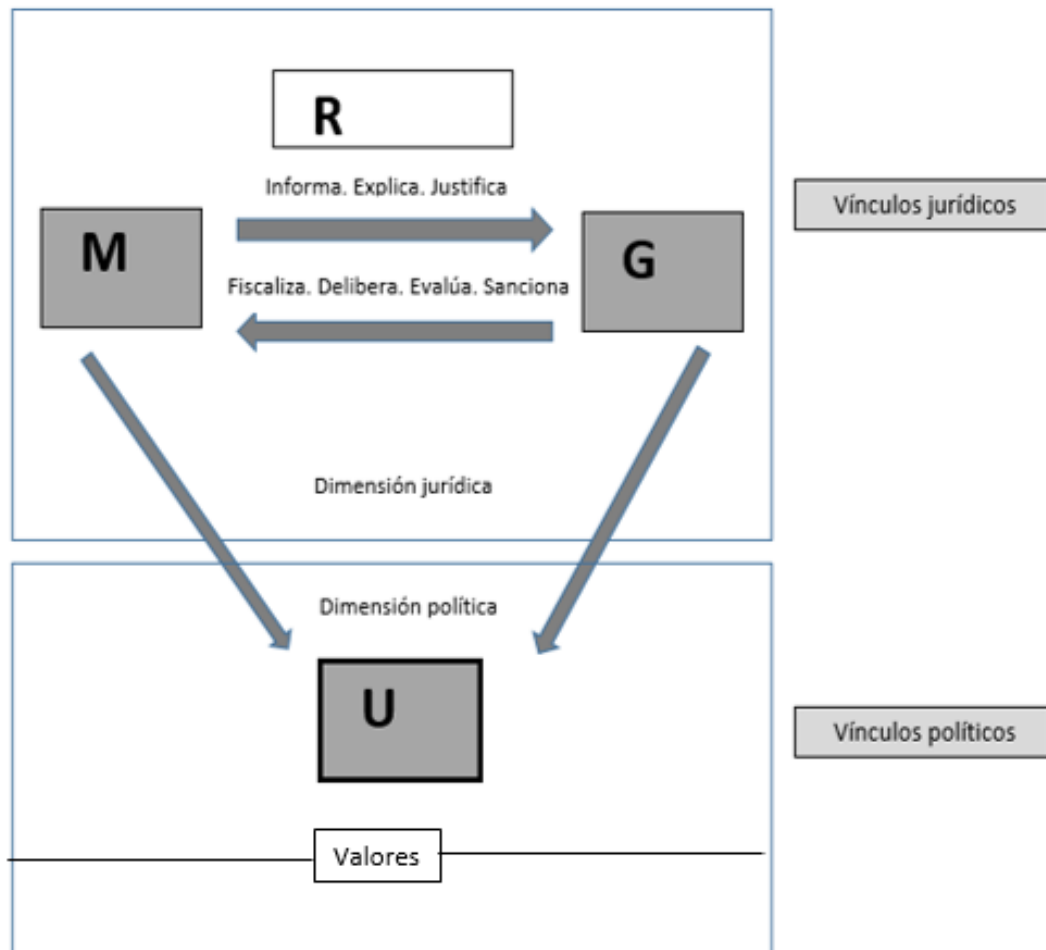 R
Informa. Explica. Justifica
Vínculos jurídicos
M
G
Fiscaliza. Delibera. Evalúa. Sanciona
Dimensión jurídica
Dimensión política
U
Vínculos políticos
Valores